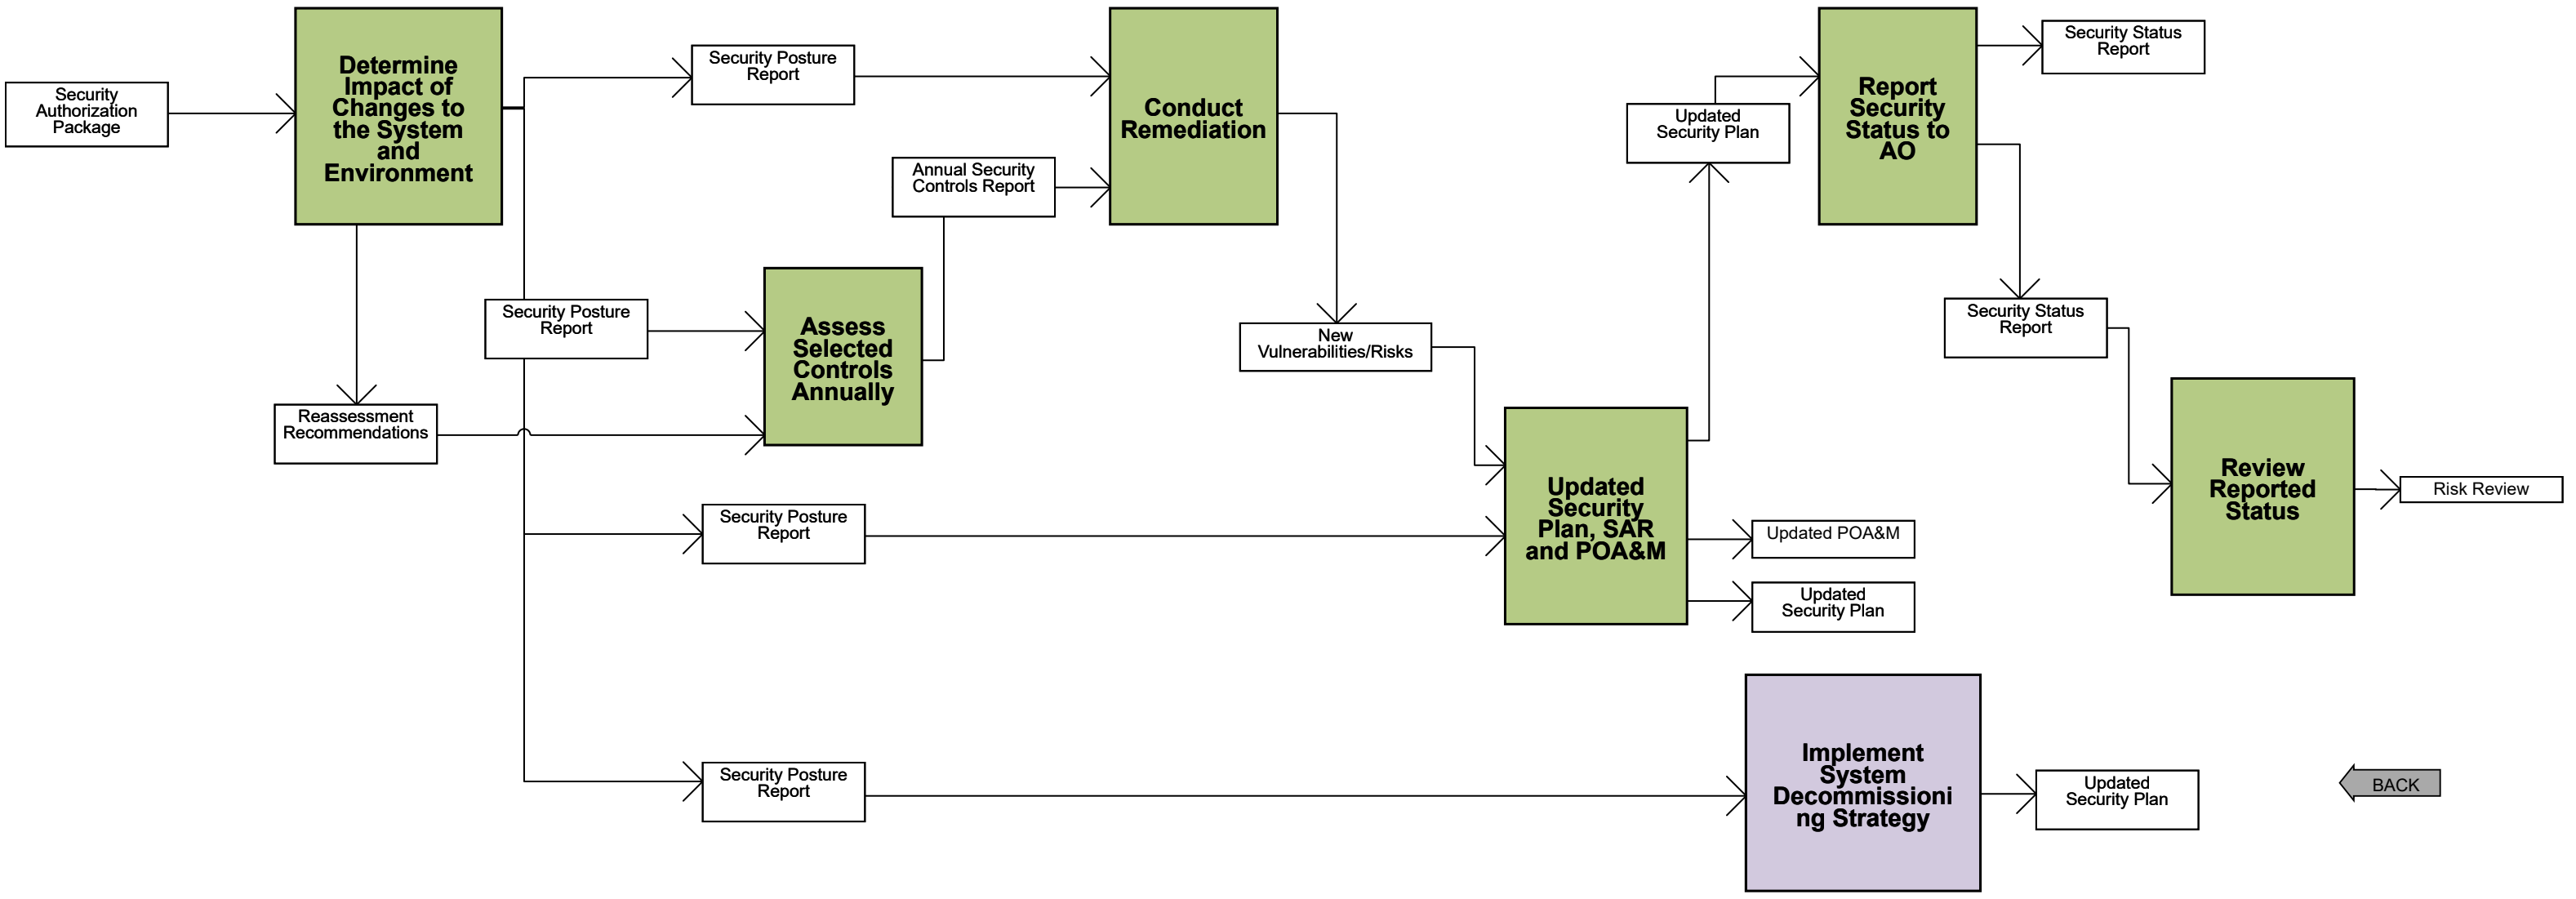 Security
Authorization
Package
Determine
Impact of
Changes to
the System
and
Environment
Reassessment
Recommendations
Security Posture
Report
Security Posture
Report
Assess
Selected
Controls
Annually
Annual Security
Controls Report
Conduct
Remediation
New
Vulnerabilities/Risks
Security Posture
Report
Updated
Security
Plan, SAR
and POA&M
Updated
Security Plan
Updated POA&M
Updated
Security Plan
Report
Security
Status to
AO
Security Status
Report
Security Status
Report
Review
Reported
Status
Risk Review
Security Posture
Report
Implement
System
Decommissioni
ng Strategy
Updated
Security Plan
BACK